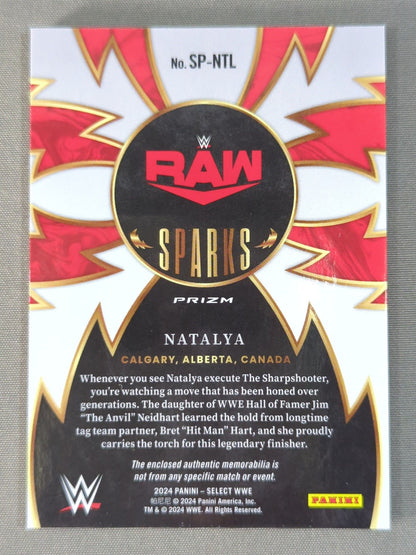 No. SP-NTL
W
RAW
SPARKS
PRIZM
NATALYA
CALGARY, ALBERTA, CANADA
Whenever you see Natalya execute The Sharpshooter,
you're watching a move that has been honed over
generations. The daughter of WWE Hall of Famer Jim
"The Anvil" Neidhart learned the hold from longtime
tag team partner, Bret "Hit Man" Hart, and she proudly
carries the torch for this legendary finisher.
The enclosed authentic memorabilia is
not from any specific match or event.
2024 PANINI – SELECT WWE
帕尼尼 © 2024 Panini America, Inc.
TM & © 2024 WWE. All Rights Reserved.
W
PANINI